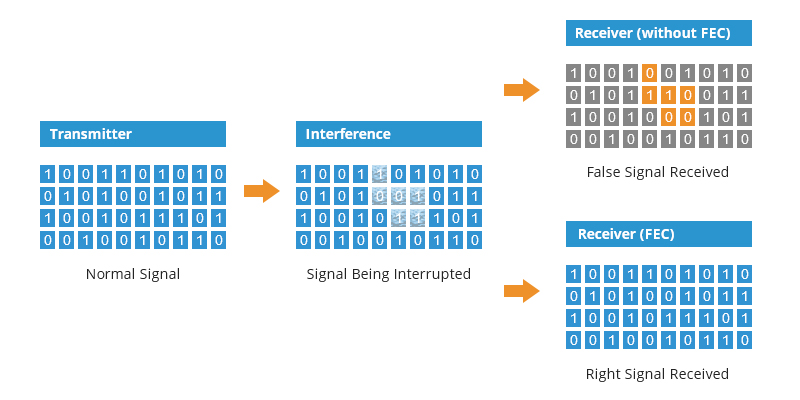 Receiver (without FEC)
1 0 0 1 0 0 1 0 1 0
0 1 0 1 1 1 0 0 1 1
1 0 0 1 0 0 0 1 0 1
0 0 1 0 0 1 0 1 1 0
False Signal Received
Transmitter
1 0 0 1 1 0 1 0 1 0
0 1 0 1 0 0 1 0 1 1
1 0 0 1 0 1 1 1 0 1
0 0 1 0 0 1 0 1 1 0
Normal Signal
Interference
1 0 0 1 1 0 1 0 1 0
0 1 0 1 0 0 1 0 1 1
1 0 0 1 0 1 1 1 0 1
0 0 1 0 0 1 0 1 1 0
Signal Being Interrupted
Receiver (FEC)
1 0 0 1 1 0 1 0 1 0
0 1 0 1 0 0 1 0 1 1
1 0 0 1 0 1 1 1 0 1
0 0 1 0 0 1 0 1 1 0
Right Signal Received